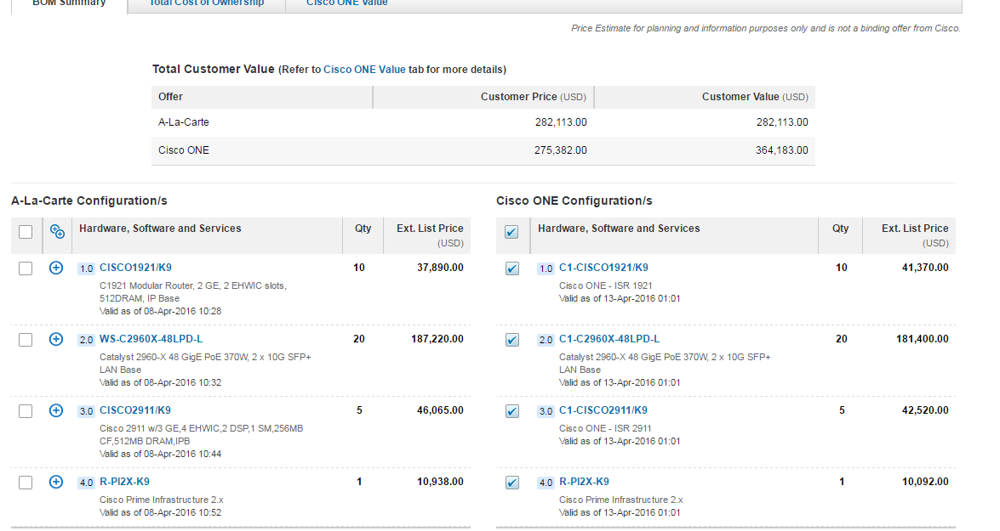 BOM Summary Total Cost of Ownership Cisco ONE Value
Price Estimate for planning and information purposes only and is not a binding offer from Cisco.
Total Customer Value (Refer to Cisco ONE Value tab for more details)
Offer Customer Price (USD) Customer Value (USD)
A-La-Carte 282,113.00 282,113.00
Cisco ONE 275,382.00 364,183.00
A-La-Carte Configuration/s
Hardware, Software and Services Qty Ext. List Price
(USD)
1.0 CISCO1921/K9 10 37,890.00
C1921 Modular Router, 2 GE, 2 EHWIC slots,
512DRAM, IP Base
Valid as of 08-Apr-2016 10:28
2.0 WS-C2960X-48LPD-L 20 187,220.00
Catalyst 2960-X 48 GigE PoE 370W, 2 x 10G SFP+
LAN Base
Valid as of 08-Apr-2016 10:32
3.0 CISCO2911/K9 5 46,065.00
Cisco 2911 w/3 GE,4 EHWIC,2 DSP,1 SM,256MB
CF,512MB DRAM,IPB
Valid as of 08-Apr-2016 10:44
4.0 R-PI2X-K9 1 10,938.00
Cisco Prime Infrastructure 2.x
Valid as of 08-Apr-2016 10:52
Cisco ONE Configuration/s
Hardware, Software and Services Qty Ext. List Price
(USD)
1.0 C1-CISCO1921/K9 10 41,370.00
Cisco ONE - ISR 1921
Valid as of 13-Apr-2016 01:01
2.0 C1-C2960X-48LPD-L 20 181,400.00
Catalyst 2960-X 48 GigE PoE 370W, 2 x 10G SFP+
LAN Base
Valid as of 13-Apr-2016 01:01
3.0 C1-CISCO2911/K9 5 42,520.00
Cisco ONE - ISR 2911
Valid as of 13-Apr-2016 01:01
4.0 R-PI2X-K9 1 10,092.00
Cisco Prime Infrastructure 2.x
Valid as of 13-Apr-2016 01:01